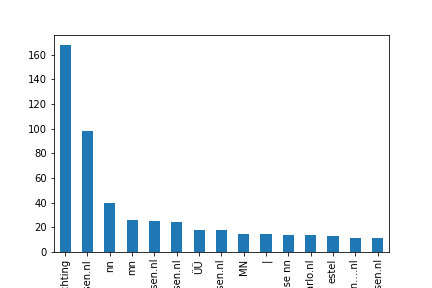 160
140
120
100
80
60
40
20
0
chting
sen.nl
nn
mn
sen.nl
sen.nl
ÜÜ
sen.nl
MN
|
se nn
arlo.nl
estel
n....nl
sen.nl